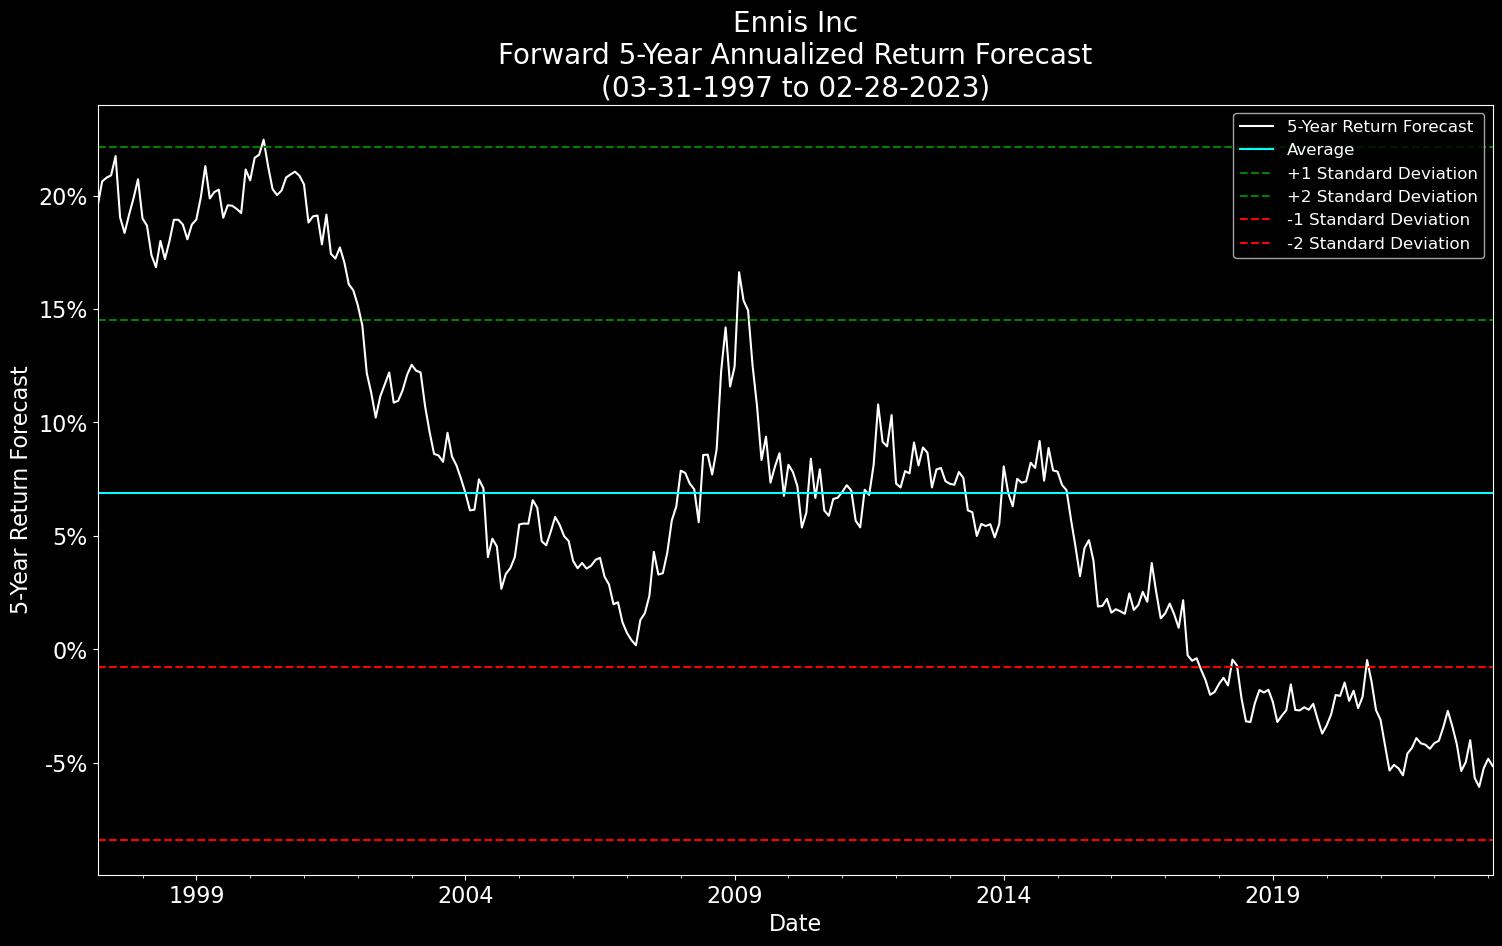 Ennis Inc
Forward 5-Year Annualized Return Forecast
(03-31-1997 to 02-28-2023)
5-Year Return Forecast
Average
+1 Standard Deviation
+2 Standard Deviation
-1 Standard Deviation
-2 Standard Deviation
20%
15%
10%
5%
0%
-5%
5-Year Return Forecast
1999
2004
2009
2014
2019
Date